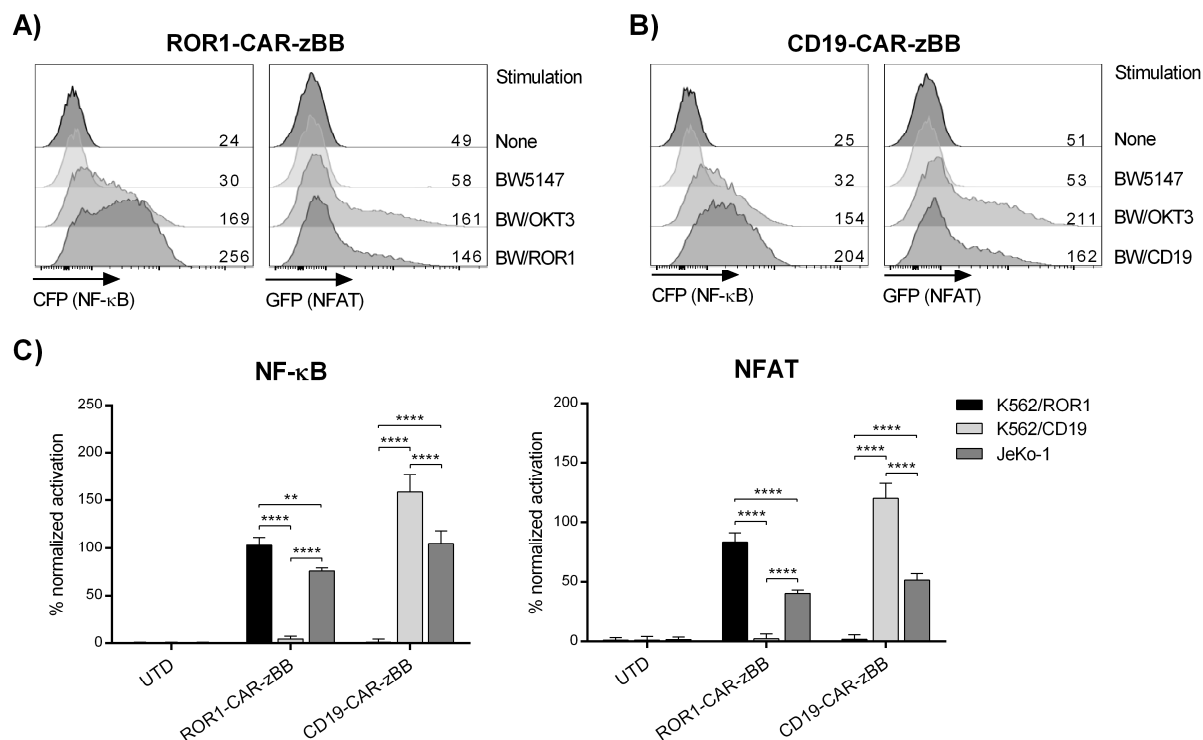 A)
ROR1-CAR-zBB
Stimulation
24
49
None
30
58
BW5147
169
161
BW/OKT3
256
146
BW/ROR1
CFP (NF-κB)
GFP (NFAT)
B)
CD19-CAR-zBB
Stimulation
25
51
None
32
53
BW5147
154
211
BW/OKT3
204
162
BW/CD19
CFP (NF-κB)
GFP (NFAT)
C)
NF-κB
% normalized activation
250
200
150
100
50
0
****
**
****
****
****
****
UTD
ROR1-CAR-zBB
CD19-CAR-zBB
NFAT
% normalized activation
200
150
100
50
0
****
****
****
****
****
****
UTD
ROR1-CAR-zBB
CD19-CAR-zBB
K562/ROR1
K562/CD19
JeKo-1